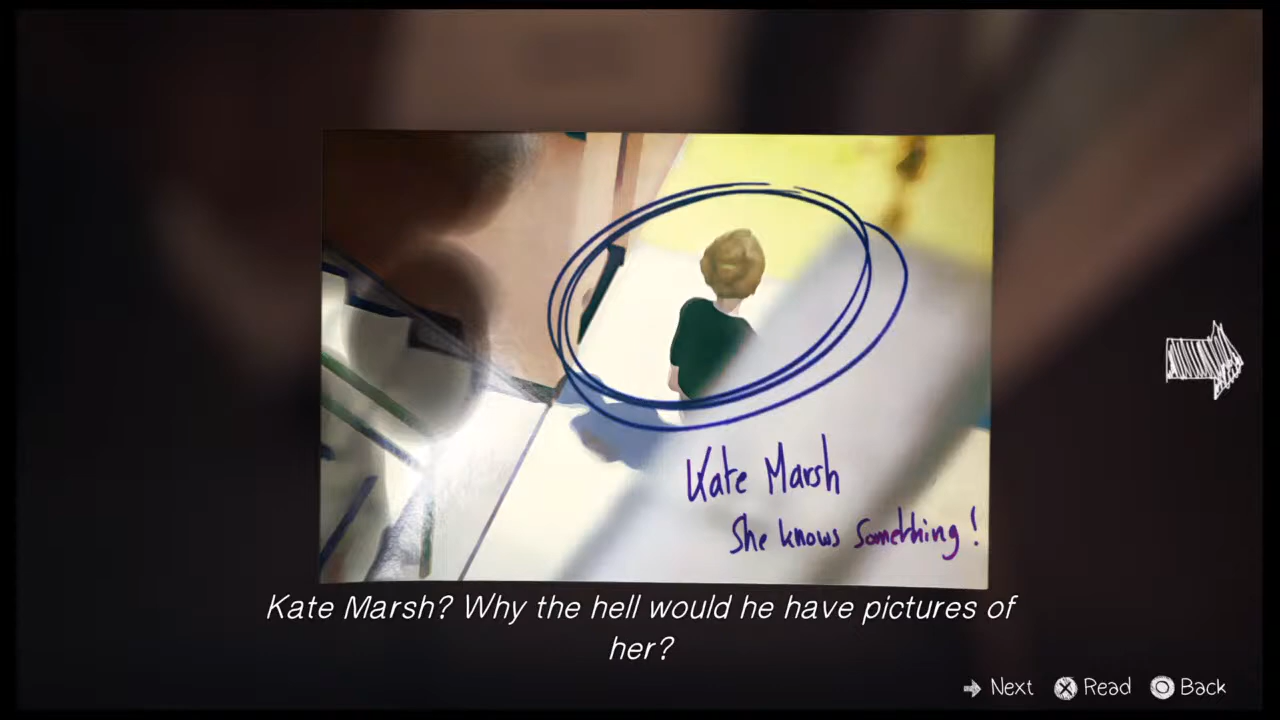 Kate Marsh
She knows something!
Kate Marsh? Why the hell would he have pictures of
her?
Next Read Back